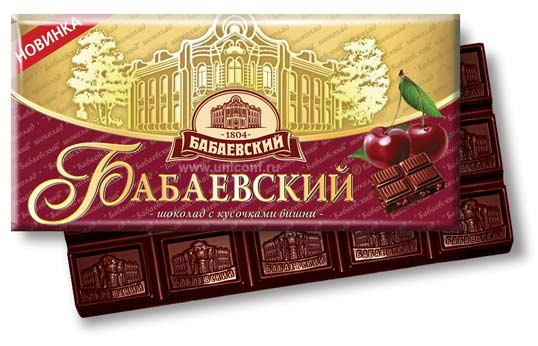 НОВИНКА
1804
БАБАЕВСКИЙ
www.uniconf.ru
БАБАЕВСКИЙ®
шоколад с кусочками вишни -